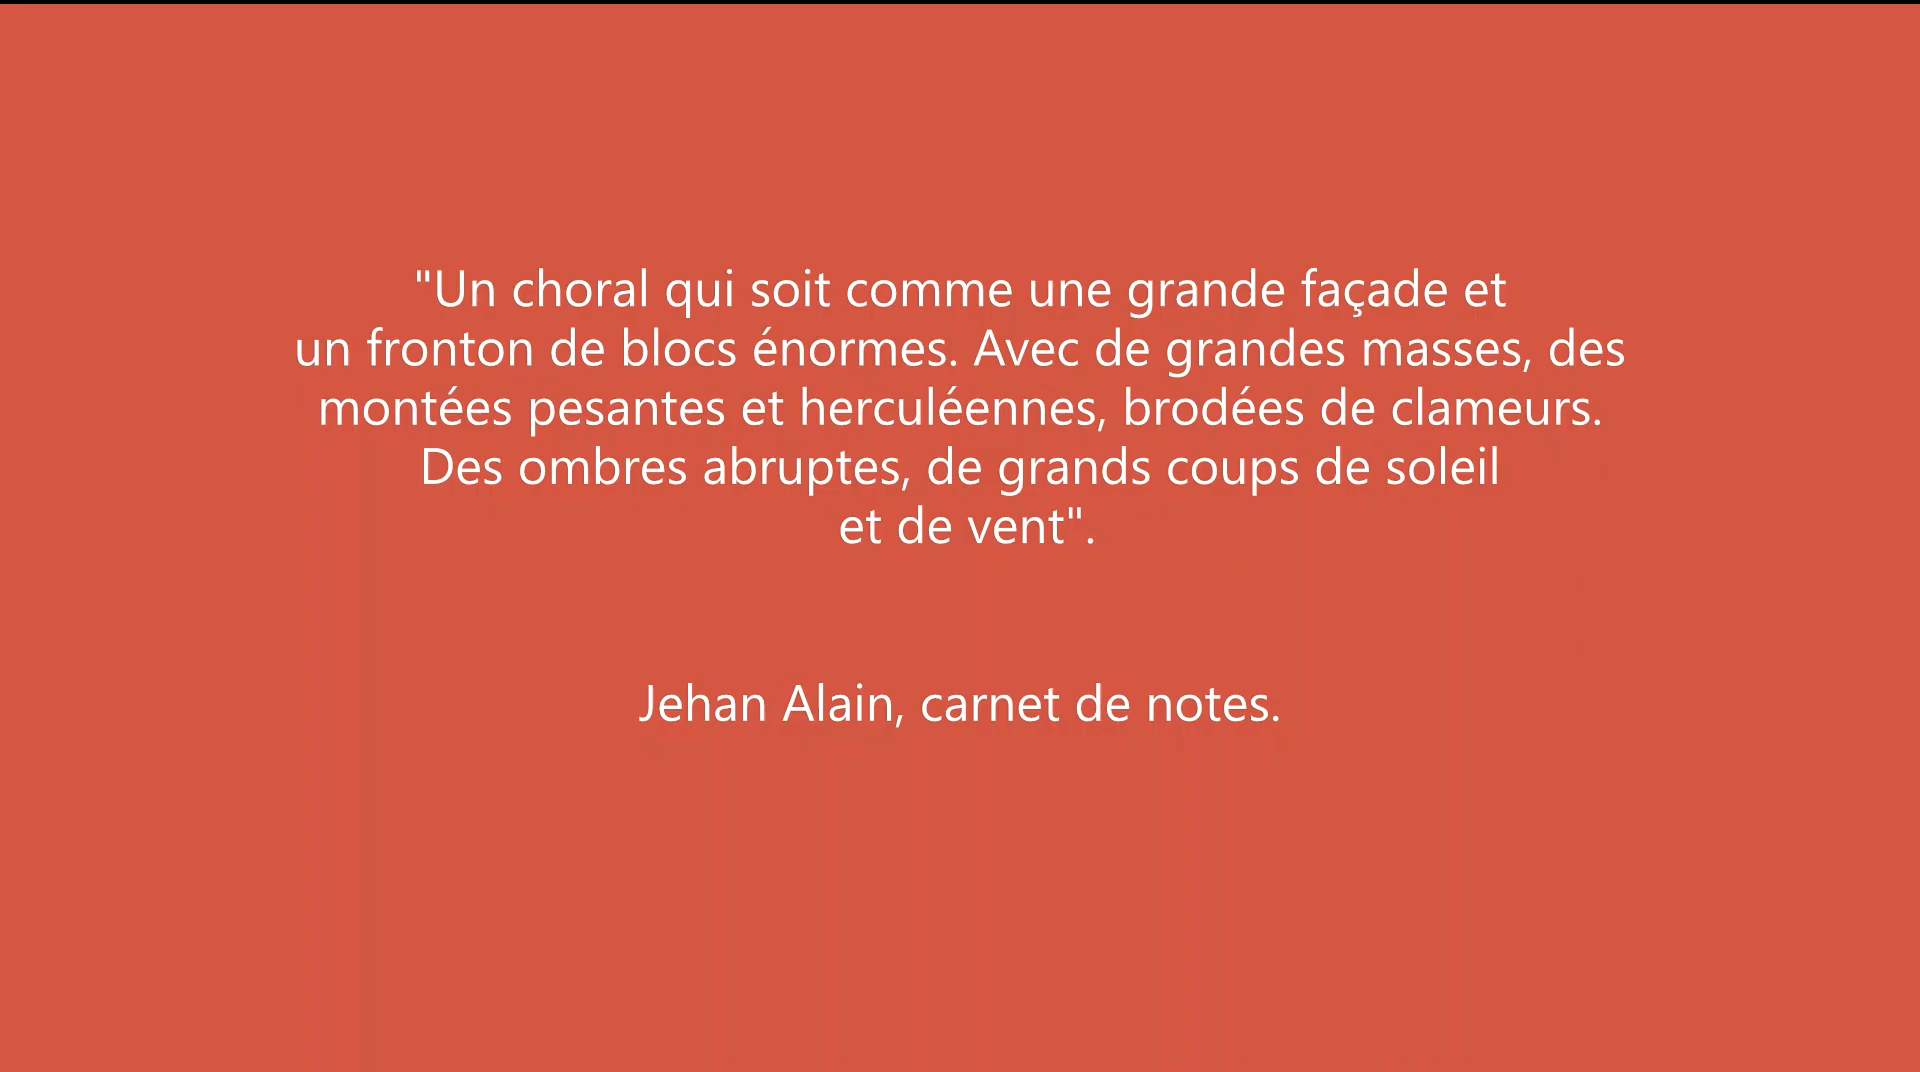 "Un choral qui soit comme une grande façade et
un fronton de blocs énormes. Avec de grandes masses, des
montées pesantes et herculéennes, brodées de clameurs.
Des ombres abruptes, de grands coups de soleil
et de vent".
Jehan Alain, carnet de notes.